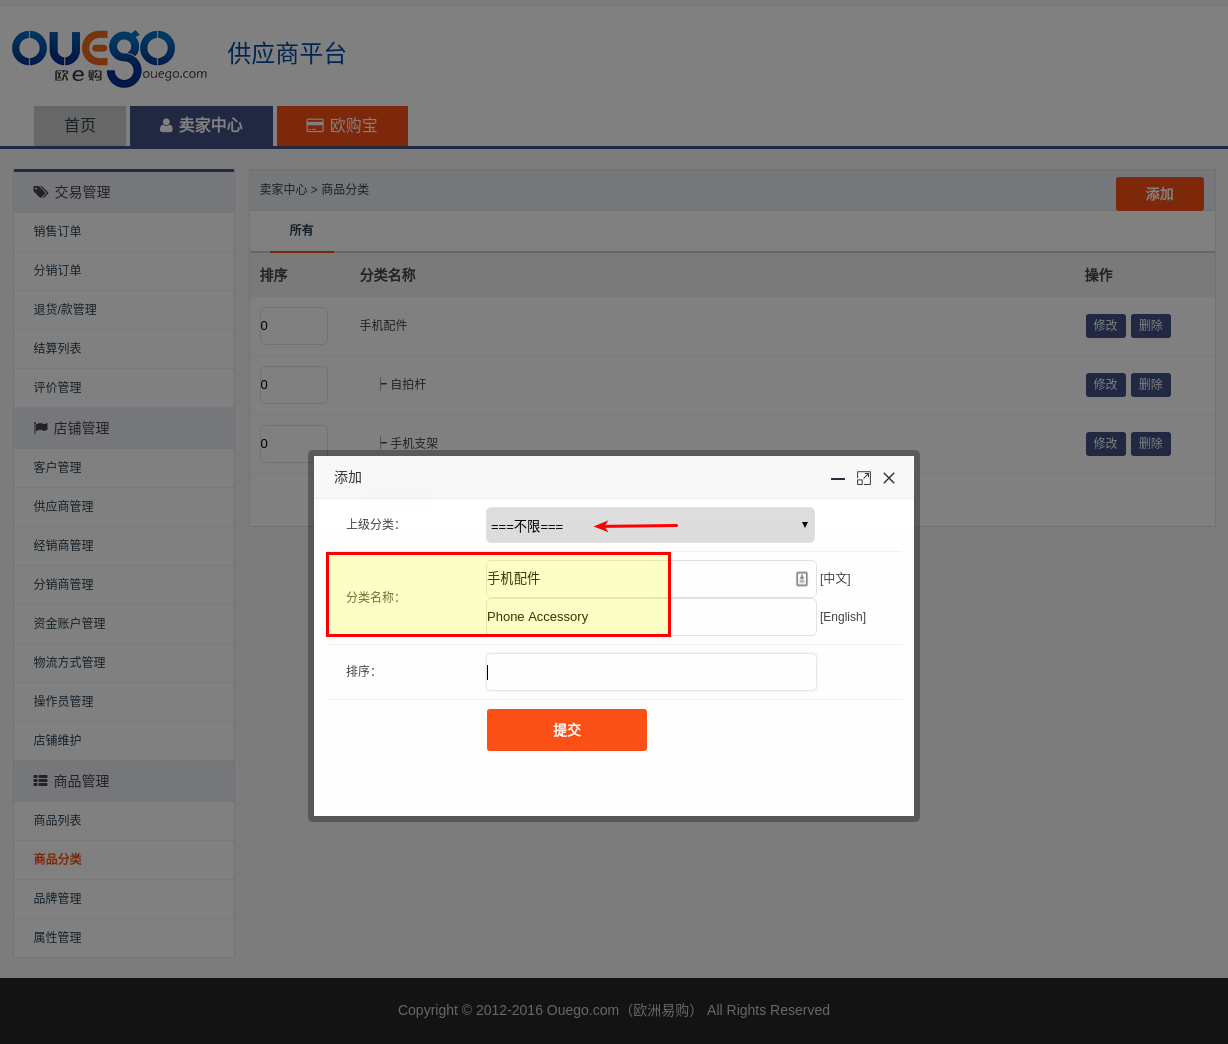 ouego
欧e购 ouego.com
供应商平台
首页 卖家中心 欧购宝
交易管理
销售订单
分销订单
退货/款管理
结算列表
评价管理
店铺管理
客户管理
供应商管理
经销商管理
分销商管理
资金账户管理
物流方式管理
操作员管理
店铺维护
商品管理
商品列表
商品分类
品牌管理
属性管理
卖家中心 > 商品分类
添加
所有
排序 分类名称 操作
0 手机配件 修改 删除
0 ├ 自拍杆 修改 删除
0 ├ 手机支架 修改 删除
添加
上级分类: ===不限===
分类名称:
手机配件 [中文]
Phone Accessory [English]
排序:
提交
Copyright © 2012-2016 Ouego.com（欧洲易购） All Rights Reserved